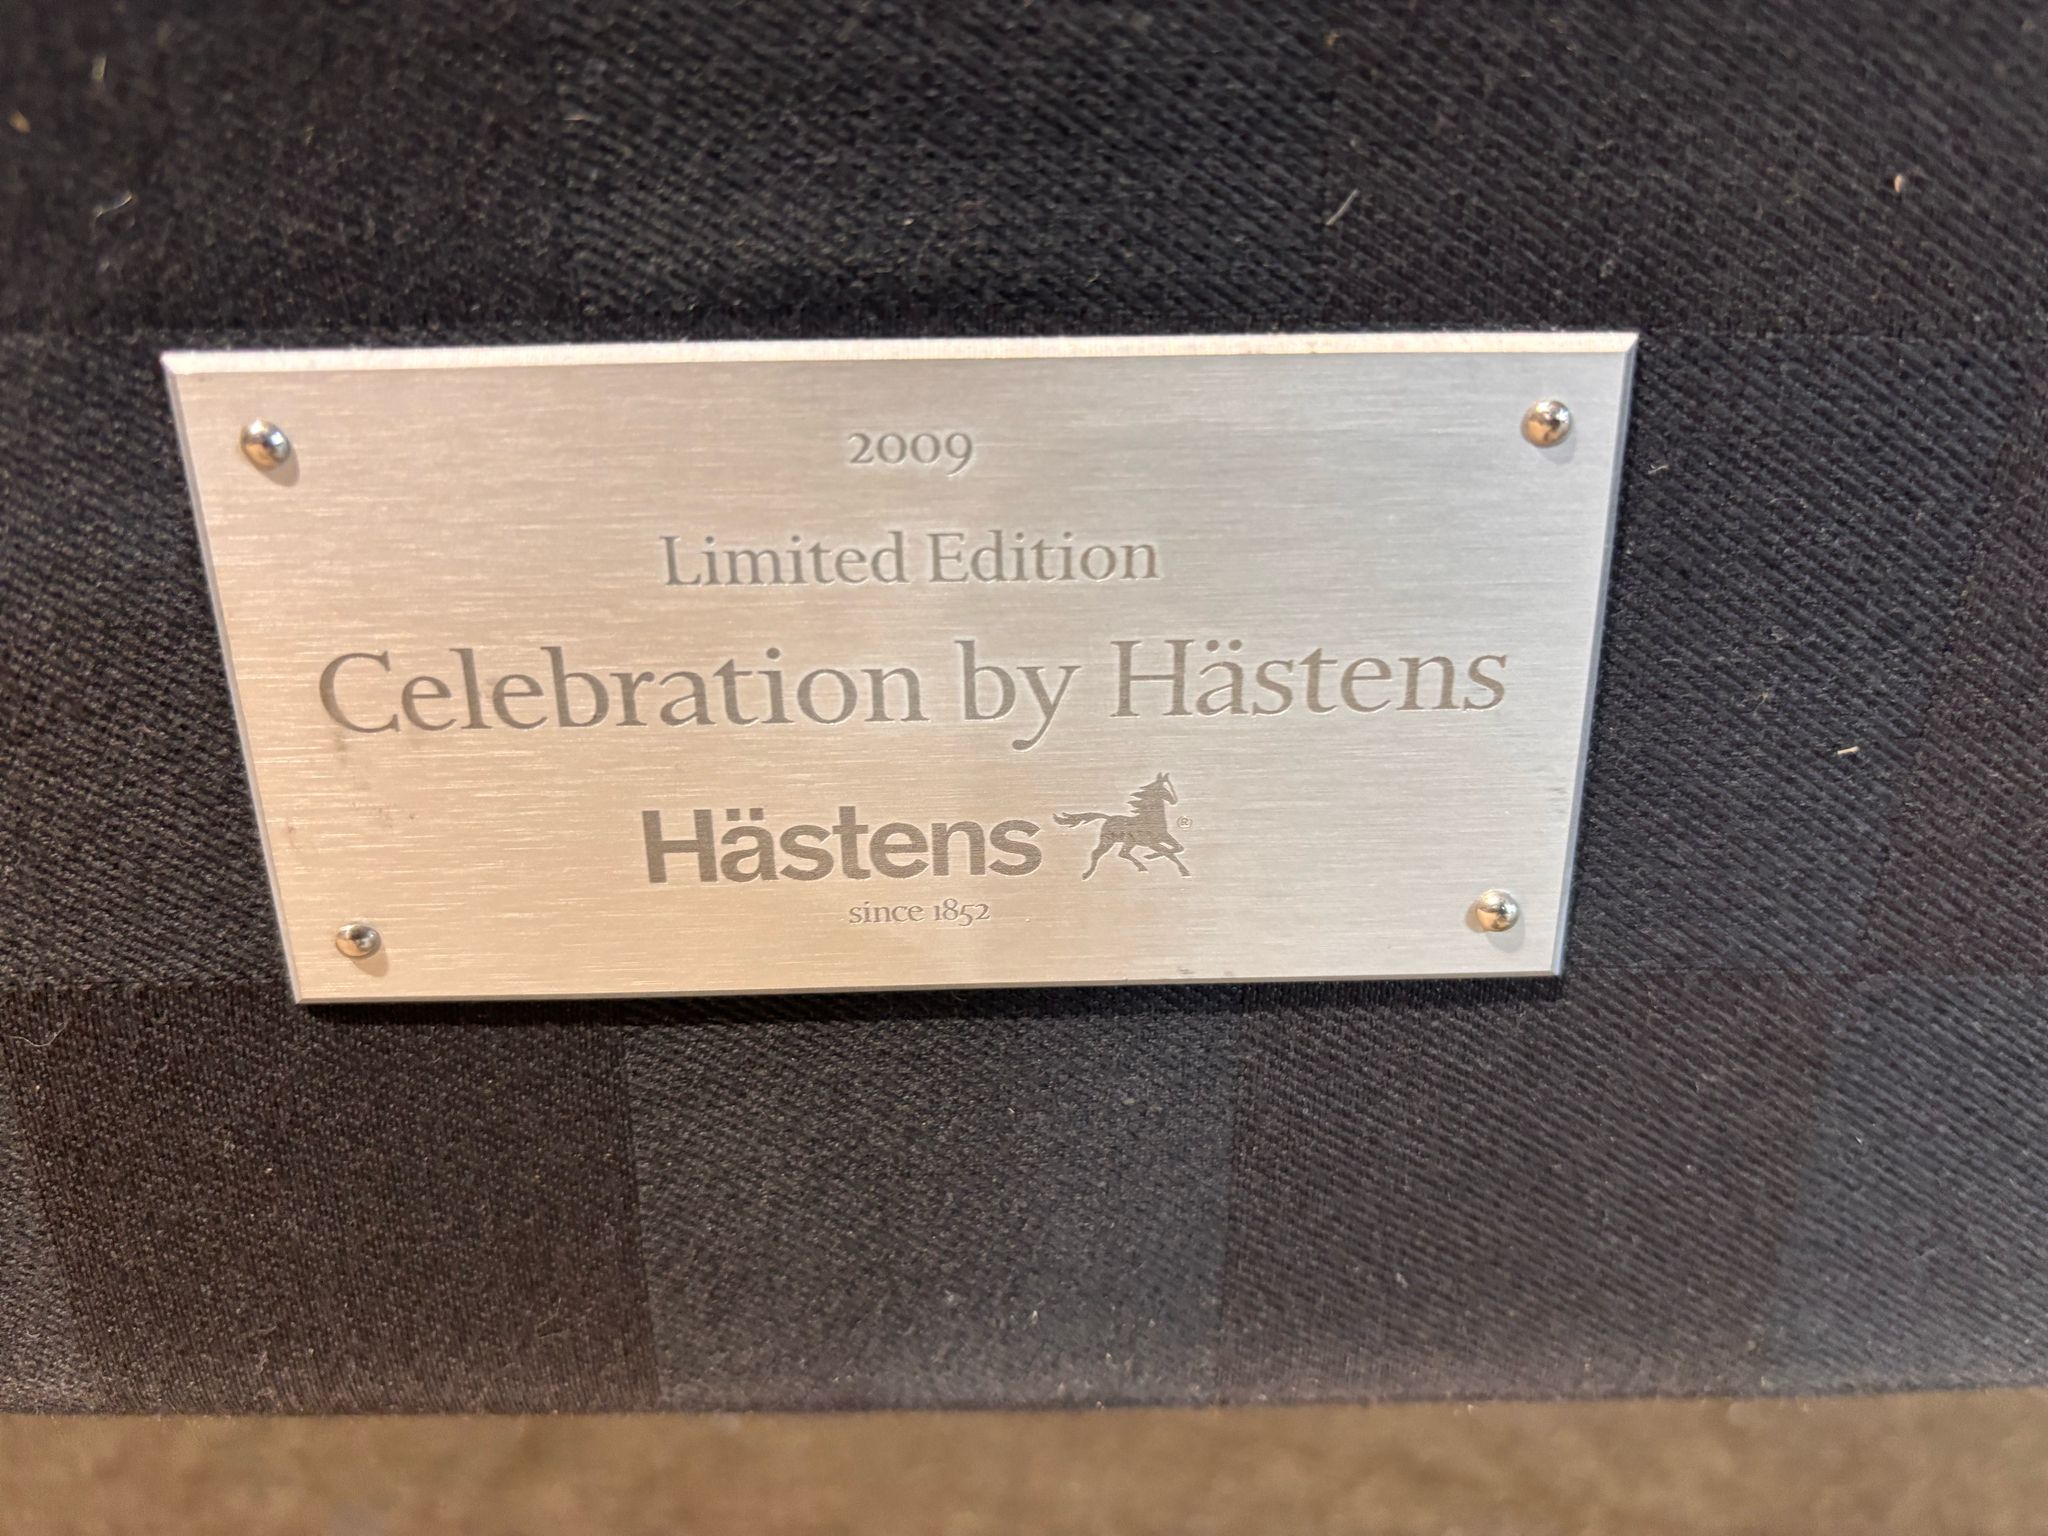 2009
Limited Edition
Celebration by Hästens
Hästens ®
since 1852